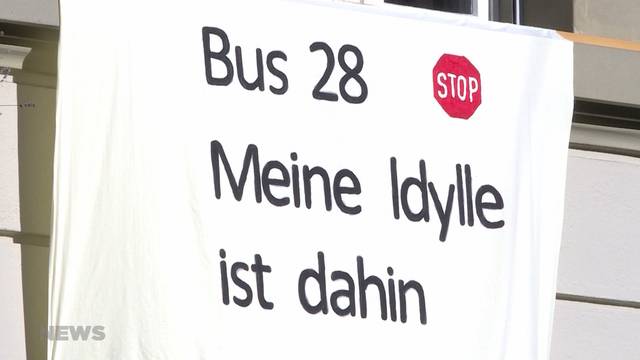 Bus 28 STOP
Meine Idylle
ist dahin
NEWS